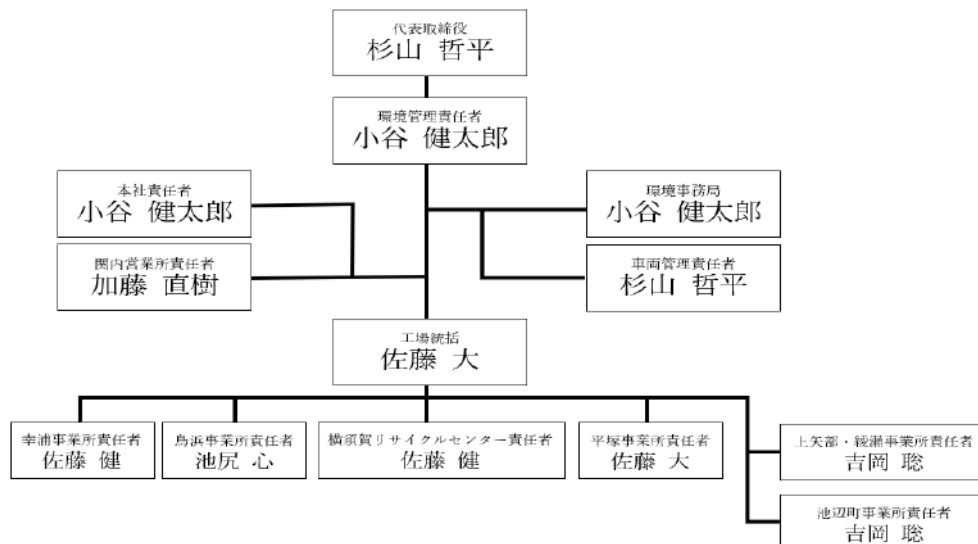 代表取締役
杉山 哲平
環境管理責任者
小谷 健太郎
本社責任者
小谷 健太郎
環境事務局
小谷 健太郎
関内営業所責任者
加藤 直樹
車両管理責任者
杉山 哲平
工場統括
佐藤 大
幸浦事業所責任者
佐藤 健
鳥浜事業所責任者
池尻 心
横須賀リサイクルセンター責任者
佐藤 健
平塚事業所責任者
佐藤 大
上矢部・綾瀬事業所責任者
吉岡 聡
池辺町事業所責任者
吉岡 聡